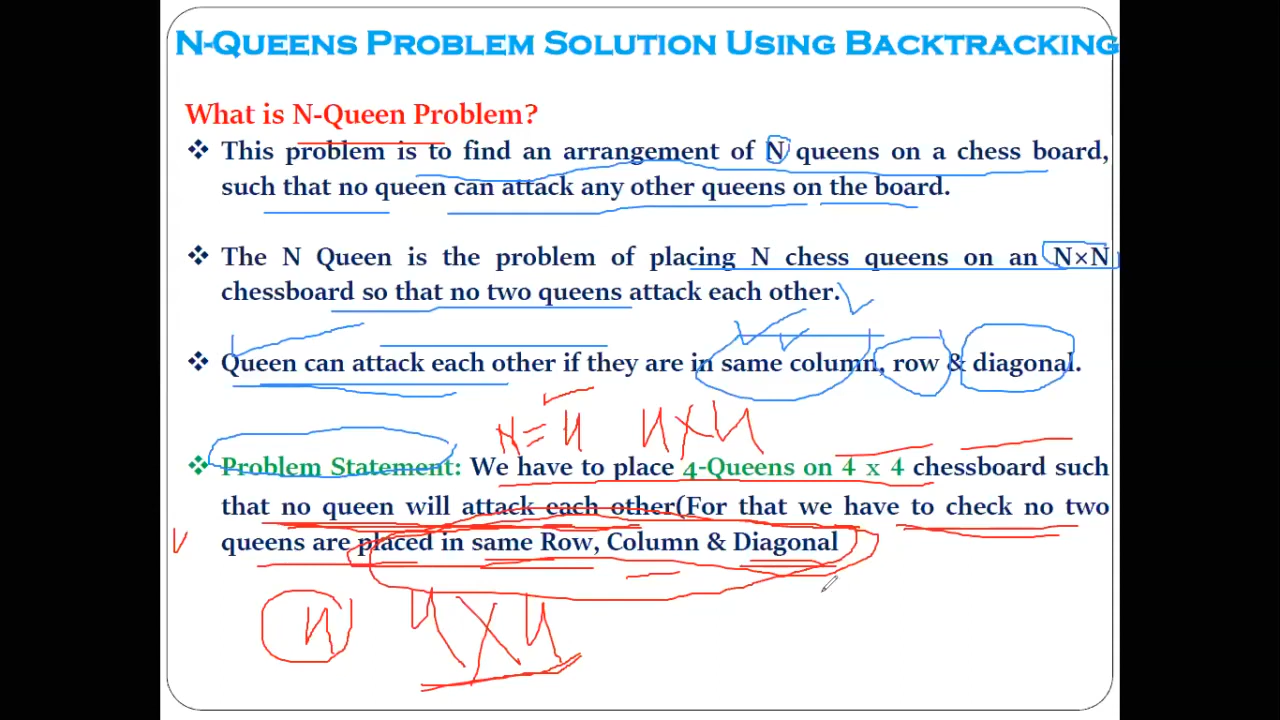 N-QUEENS PROBLEM SOLUTION USING BACKTRACKING
What is N-Queen Problem?
❖ This problem is to find an arrangement of N queens on a chess board,
such that no queen can attack any other queens on the board.
❖ The N Queen is the problem of placing N chess queens on an N×N
chessboard so that no two queens attack each other.
❖ Queen can attack each other if they are in same column, row & diagonal.
N=4 4X4
❖ Problem Statement: We have to place 4-Queens on 4 x 4 chessboard such
that no queen will attack each other(For that we have to check no two
queens are placed in same Row, Column & Diagonal
4 4X4